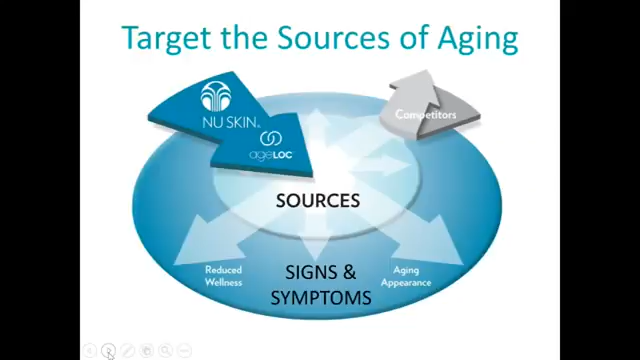 Target the Sources of Aging
NU SKIN
ageLOC
Competitors
SOURCES
Reduced
Wellness
SIGNS &
SYMPTOMS
Aging
Appearance